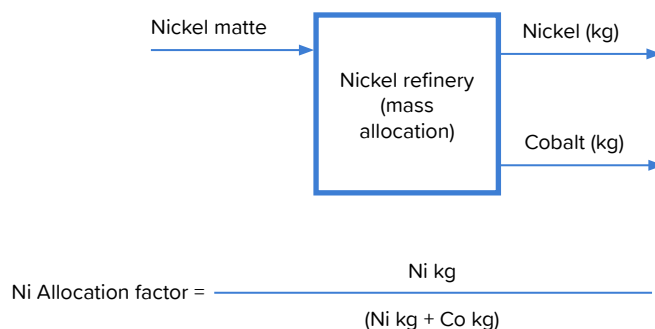 Nickel matte
Nickel (kg)
Nickel refinery
(mass
allocation)
Cobalt (kg)
Ni kg
Ni Allocation factor =
(Ni kg + Co kg)